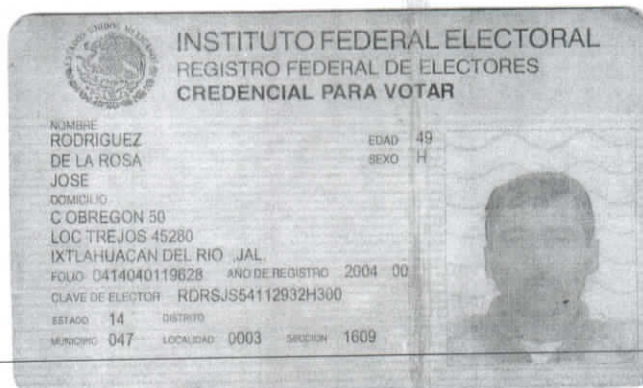 INSTITUTO FEDERAL ELECTORAL
REGISTRO FEDERAL DE ELECTORES
CREDENCIAL PARA VOTAR
NOMBRE
RODRIGUEZ
DE LA ROSA
JOSE
EDAD 49
SEXO H
DOMICILIO
C OBREGON 50
LOC TREJOS 45280
IXTLAHUACAN DEL RIO ,JAL.
FOLIO 0414040119628 AÑO DE REGISTRO 2004 00
CLAVE DE ELECTOR RDRSJS54112932H300
ESTADO 14 DISTRITO
MUNICIPIO 047 LOCALIDAD 0003 SECCION 1609